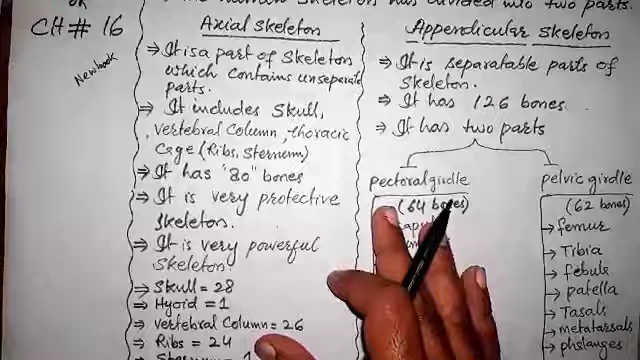 CH# 16
Newbook
Human Skeleton has divided into two parts.
Axial Skeleton
⇒ It is a part of Skeleton
which contains unseparate
parts.
⇒ It includes Skull,
vertebral Column, thoracic
Cage (Ribs, Sternum)
⇒ It has "80" bones
⇒ It is very protective
Skeleton.
⇒ It is very powerful
Skeleton.
⇒ Skull = 28
⇒ Hyoid = 1
⇒ vertebral Column = 26
⇒ Ribs = 24
Appendicular Skeleton
⇒ It is separatable parts of
Skeleton.
⇒ It has 126 bones.
⇒ It has two parts
pectoral girdle
(64 bones)
pelvic girdle
(62 bones)
→ femur
→ Tibia
→ febula
→ patella
→ Tasals
→ metatarsals
→ phslanges